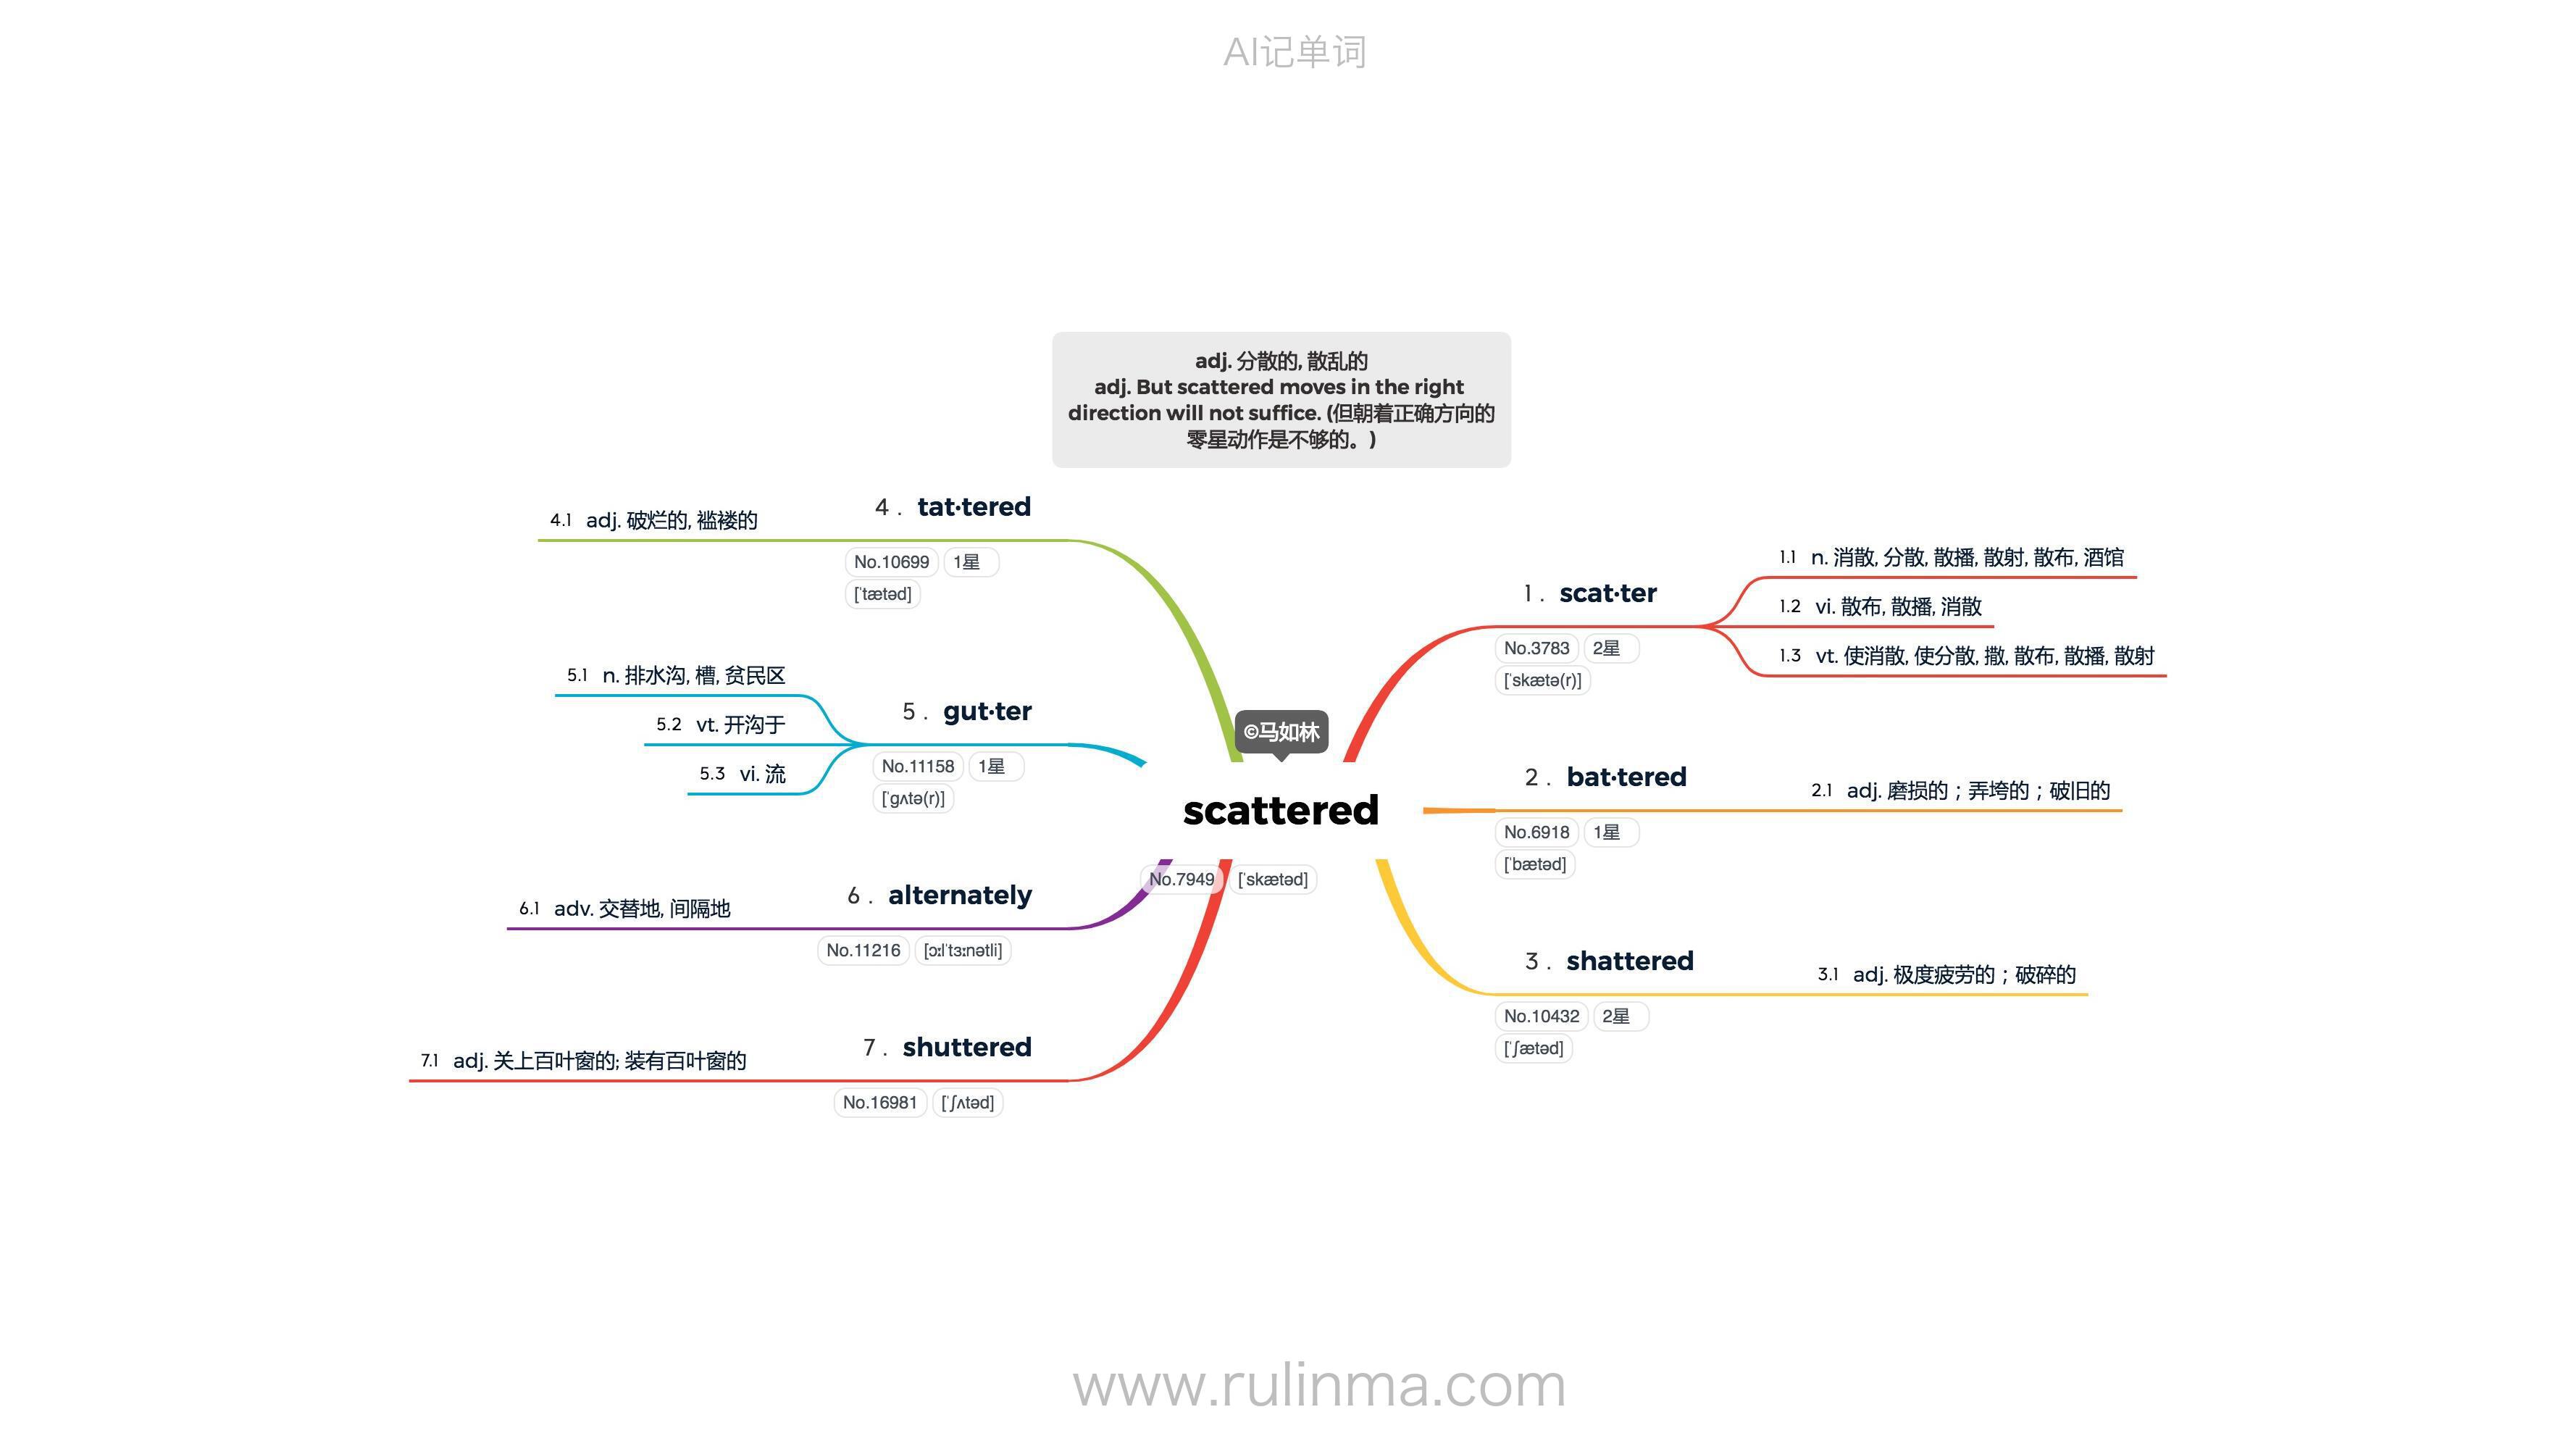 AI记单词
adj. 分散的, 散乱的
adj. But scattered moves in the right
direction will not suffice. (但朝着正确方向的
零星动作是不够的。)
©马如林
scattered
No.7949 [ˈskætəd]
1 . scat·ter
No.3783 2星
[ˈskætə(r)]
1.1 n. 消散, 分散, 散播, 散射, 散布, 酒馆
1.2 vi. 散布, 散播, 消散
1.3 vt. 使消散, 使分散, 撒, 散布, 散播, 散射
2 . bat·tered
No.6918 1星
[ˈbætəd]
2.1 adj. 磨损的；弄垮的；破旧的
3 . shattered
No.10432 2星
[ˈʃætəd]
3.1 adj. 极度疲劳的；破碎的
4 . tat·tered
No.10699 1星
[ˈtætəd]
4.1 adj. 破烂的, 褴褛的
5 . gut·ter
No.11158 1星
[ˈɡʌtə(r)]
5.1 n. 排水沟, 槽, 贫民区
5.2 vt. 开沟于
5.3 vi. 流
6 . alternately
No.11216 [ɔːlˈtɜːnətli]
6.1 adv. 交替地, 间隔地
7 . shuttered
No.16981 [ˈʃʌtəd]
7.1 adj. 关上百叶窗的; 装有百叶窗的
www.rulinma.com